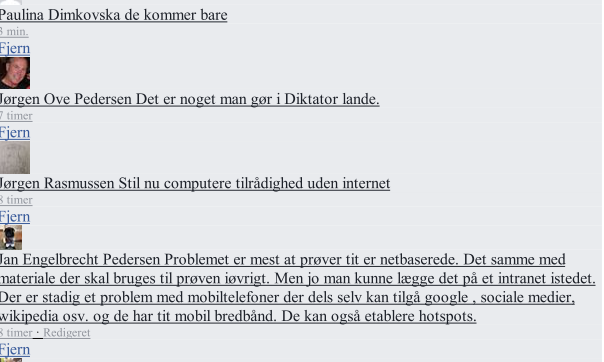 Paulina Dimkovska de kommer bare
3 min.
Fjern
Jørgen Ove Pedersen Det er noget man gør i Diktator lande.
7 timer
Fjern
Jørgen Rasmussen Stil nu computere tilrådighed uden internet
8 timer
Fjern
Jan Engelbrecht Pedersen Problemet er mest at prøver tit er netbaserede. Det samme med
materiale der skal bruges til prøven iøvrigt. Men jo man kunne lægge det på et intranet istedet.
Der er stadig et problem med mobiltelefoner der dels selv kan tilgå google , sociale medier,
wikipedia osv. og de har tit mobil bredbånd. De kan også etablere hotspots.
8 timer · Redigeret
Fjern